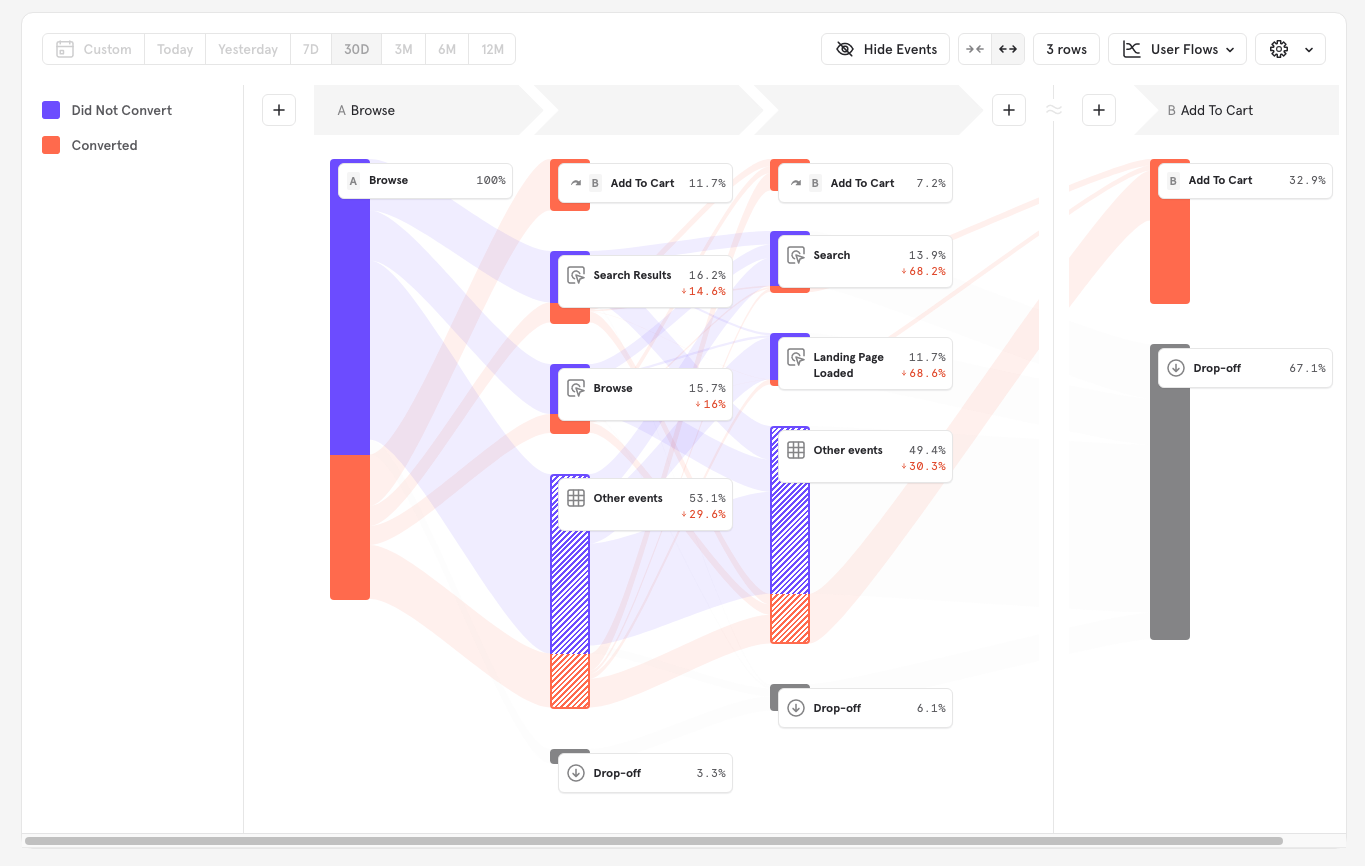 Custom Today Yesterday 7D 30D 3M 6M 12M Hide Events 3 rows User Flows
Did Not Convert
Converted
A Browse
B Add To Cart
A Browse 100%
B Add To Cart 11.7%
Search Results 16.2%
↓14.6%
Browse 15.7%
↓16%
Other events 53.1%
↓29.6%
Drop-off 3.3%
B Add To Cart 7.2%
Search 13.9%
↓68.2%
Landing Page 11.7%
Loaded ↓68.6%
Other events 49.4%
↓30.3%
Drop-off 6.1%
B Add To Cart 32.9%
Drop-off 67.1%